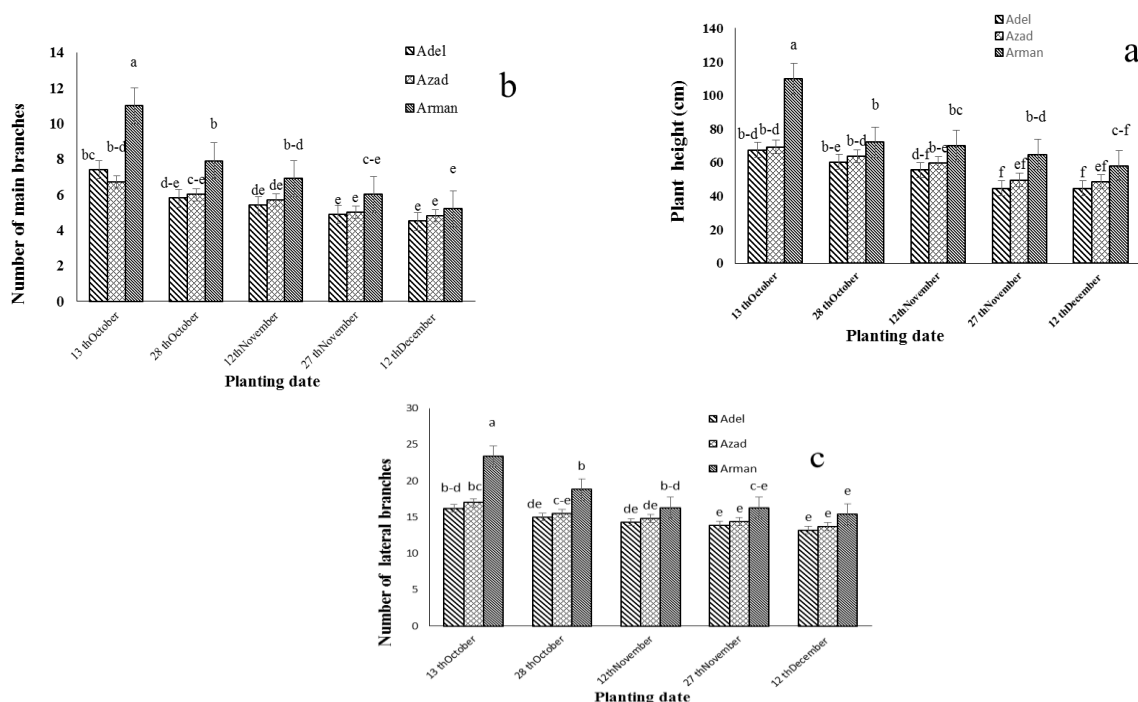 b
Adel
Azad
Arman
Number of main branches
14
12
10
8
6
4
2
0
bc b-d a
d-e c-e b
de de b-d
e e c-e
e e e
13 thOctober
28 thOctober
12thNovember
27 thNovember
12 thDecember
Planting date
a
Adel
Azad
Arman
Plant height (cm)
140
120
100
80
60
40
20
0
b-d b-d a
b-e b-d b
d-f b-e bc
f ef b-d
f ef c-f
13 thOctober
28 thOctober
12thNovember
27 thNovember
12 thDecember
Planting date
c
Adel
Azad
Arman
Number of lateral branches
30
25
20
15
10
5
0
b-d bc a
de c-e b
de de b-d
e e c-e
e e e
13 thOctober
28 thOctober
12thNovember
27 thNovember
12 thDecember
Planting date